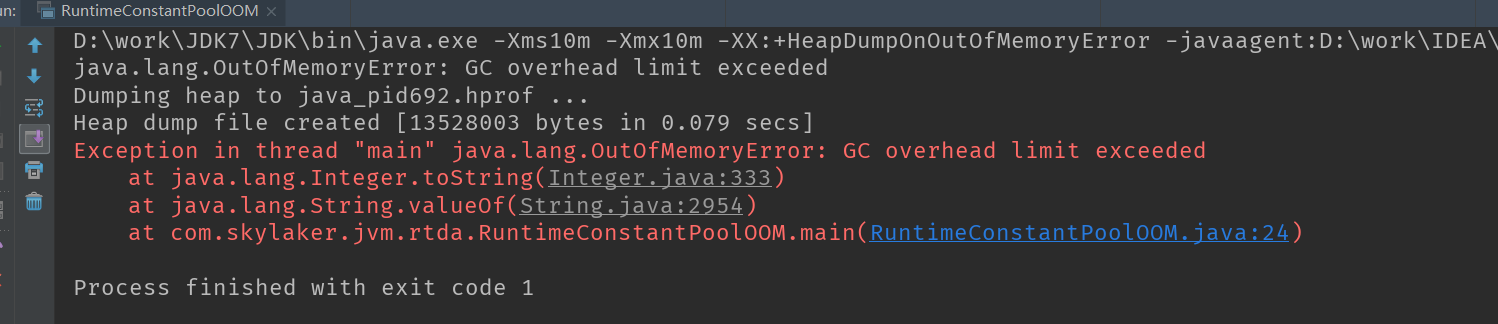 un: RuntimeConstantPoolOOM ×
D:\work\JDK7\JDK\bin\java.exe -Xms10m -Xmx10m -XX:+HeapDumpOnOutOfMemoryError -javaagent:D:\work\IDEA\
java.lang.OutOfMemoryError: GC overhead limit exceeded
Dumping heap to java_pid692.hprof ...
Heap dump file created [13528003 bytes in 0.079 secs]
Exception in thread "main" java.lang.OutOfMemoryError: GC overhead limit exceeded
at java.lang.Integer.toString(Integer.java:333)
at java.lang.String.valueOf(String.java:2954)
at com.skylaker.jvm.rtda.RuntimeConstantPoolOOM.main(RuntimeConstantPoolOOM.java:24)
Process finished with exit code 1